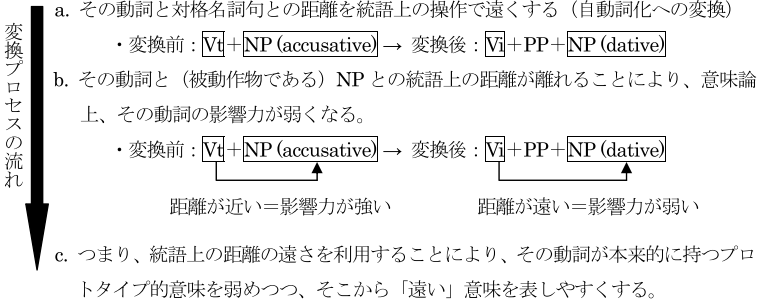 変換プロセスの流れ
a. その動詞と対格名詞句との距離を統語上の操作で遠くする（自動詞化への変換）
・変換前：Vt＋NP (accusative)→ 変換後：Vi＋PP＋NP (dative)
b. その動詞と（被動作物である）NP との統語上の距離が離れることにより、意味論
上、その動詞の影響力が弱くなる。
・変換前：Vt＋NP (accusative)→ 変換後：Vi＋PP＋NP (dative)
距離が近い＝影響力が強い 距離が遠い＝影響力が弱い
c. つまり、統語上の距離の遠さを利用することにより、その動詞が本来的に持つプロ
トタイプ的意味を弱めつつ、そこから「遠い」意味を表しやすくする。